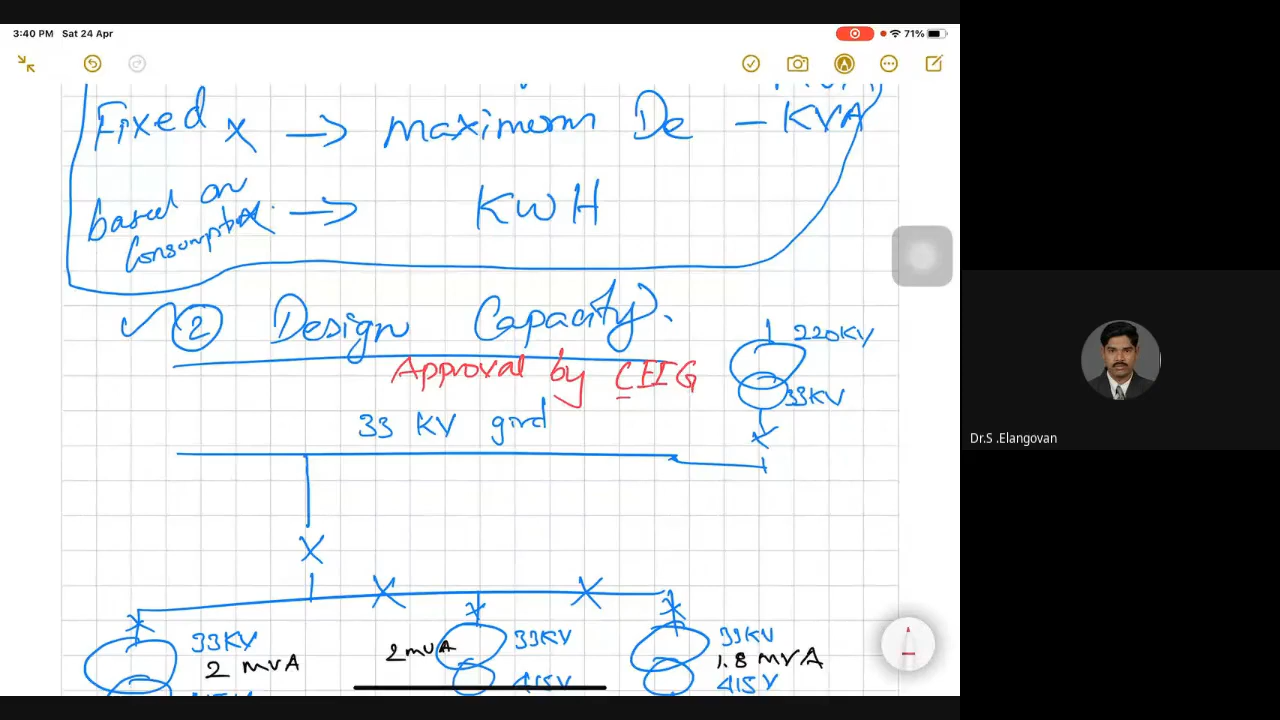 3:40 PM Sat 24 Apr
71%
Fixed x → maximum De – KVA
based on → KWH
② Design Capacity.
Approval by CEIG
220KV
33KV
33 KV gird
33KV
2 MVA
2 MVA
33KV
415V
33KV
1.8 MVA
415V
Dr.S .Elangovan